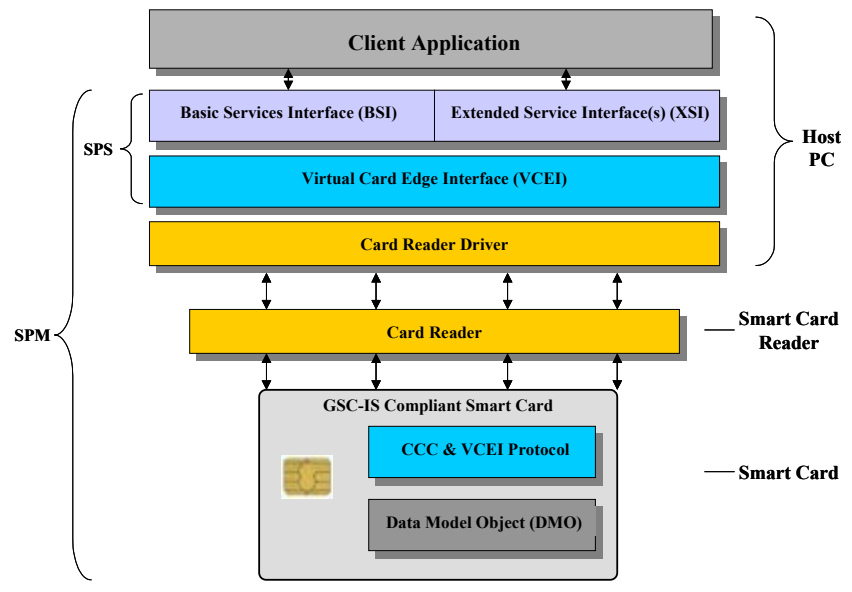 Client Application
Basic Services Interface (BSI)
Extended Service Interface(s) (XSI)
SPS
Host
PC
Virtual Card Edge Interface (VCEI)
Card Reader Driver
SPM
Card Reader
Smart Card
Reader
GSC-IS Compliant Smart Card
CCC & VCEI Protocol
Smart Card
Data Model Object (DMO)